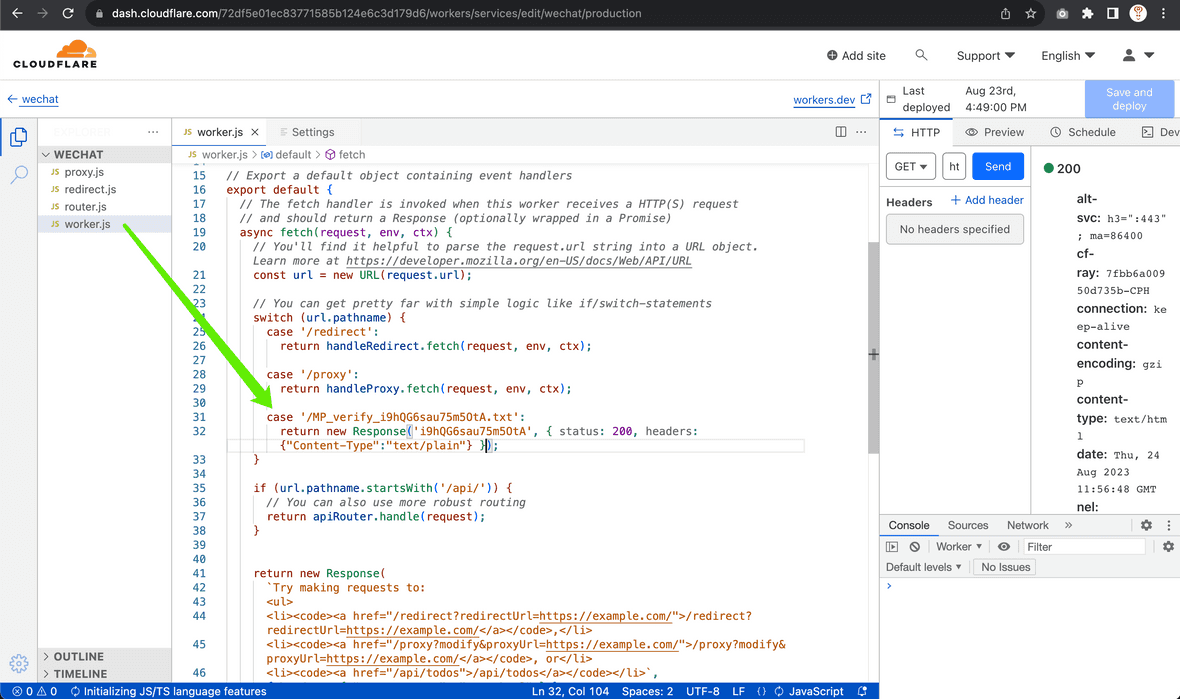 dash.cloudflare.com/72df5e01ec83771585b124e6c3d179d6/workers/services/edit/wechat/production
CLOUDFLARE
Add site
Support
English
← wechat
workers.dev
Last deployed
Aug 23rd, 4:49:00 PM
Save and deploy
EXPLORER
WECHAT
JS proxy.js
JS redirect.js
JS router.js
JS worker.js
OUTLINE
TIMELINE
JS worker.js
Settings
JS worker.js > default > fetch
15 // Export a default object containing event handlers
16 export default {
17 // The fetch handler is invoked when this worker receives a HTTP(S) request
18 // and should return a Response (optionally wrapped in a Promise)
19 async fetch(request, env, ctx) {
20 // You'll find it helpful to parse the request.url string into a URL object.
Learn more at https://developer.mozilla.org/en-US/docs/Web/API/URL
21 const url = new URL(request.url);
22
23 // You can get pretty far with simple logic like if/switch-statements
24 switch (url.pathname) {
25 case '/redirect':
26 return handleRedirect.fetch(request, env, ctx);
27
28 case '/proxy':
29 return handleProxy.fetch(request, env, ctx);
30
31 case '/MP_verify_i9hQG6sau75m5OtA.txt':
32 return new Response('i9hQG6sau75m5OtA', { status: 200, headers:
{"Content-Type":"text/plain"} });
33 }
34
35 if (url.pathname.startsWith('/api/')) {
36 // You can also use more robust routing
37 return apiRouter.handle(request);
38 }
39
40
41 return new Response(
42 `Try making requests to:
43 <ul>
44 <li><code><a href="/redirect?redirectUrl=https://example.com/">/redirect?
redirectUrl=https://example.com/</a></code>,</li>
45 <li><code><a href="/proxy?modify&proxyUrl=https://example.com/">/proxy?modify&
proxyUrl=https://example.com/</a></code>, or</li>
46 <li><code><a href="/api/todos">/api/todos</a></code></li>`,
HTTP
Preview
Schedule
Dev
GET
ht
Send
Headers
+ Add header
No headers specified
200
alt-
svc: h3=":443"
; ma=86400
cf-
ray: 7fbb6a009
50d735b-CPH
connection: ke
ep-alive
content-
encoding: gzi
p
content-
type: text/htm
l
date: Thu, 24
Aug 2023
11:56:48 GMT
nel:
Console
Sources
Network
»
Worker
Filter
Default levels
No Issues
0 0 Initializing JS/TS language features
Ln 32, Col 104
Spaces: 2
UTF-8
LF
{} JavaScript